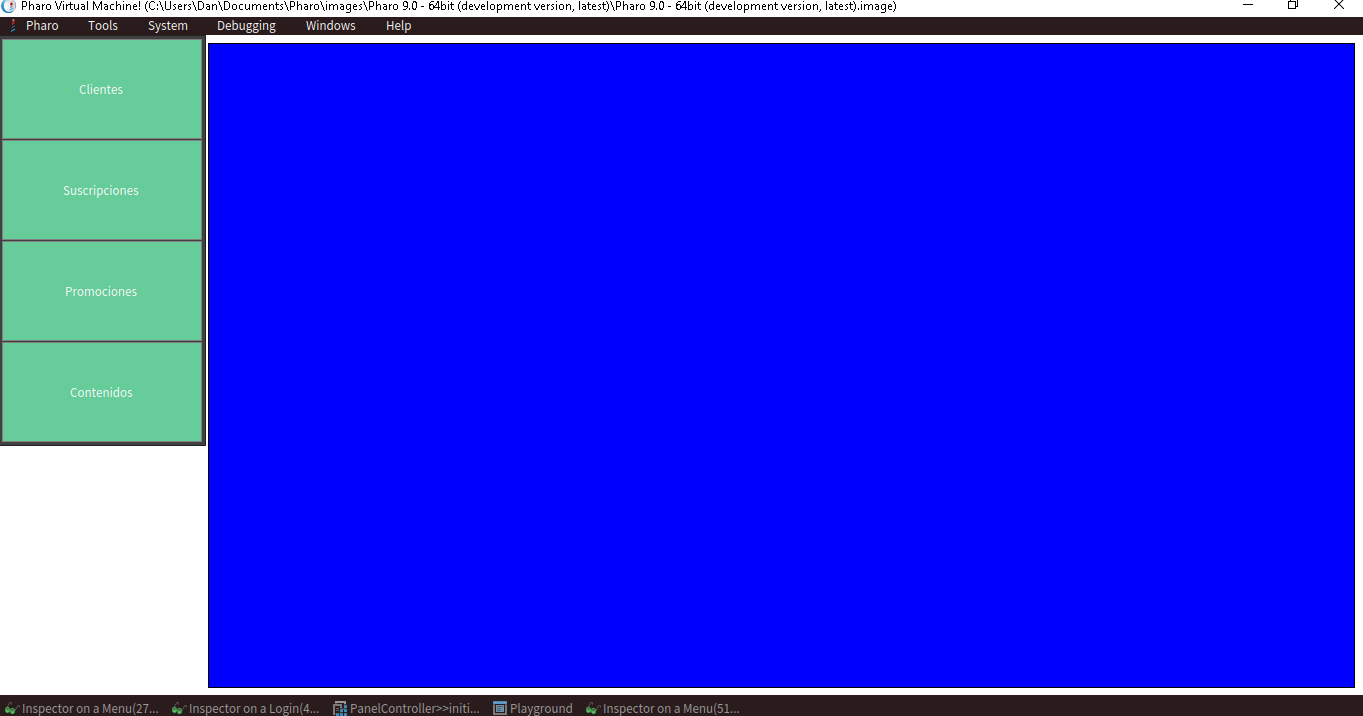 Pharo Virtual Machine! (C:\Users\Dan\Documents\Pharo\images\Pharo 9.0 - 64bit (development version, latest)\Pharo 9.0 - 64bit (development version, latest).image)
Pharo Tools System Debugging Windows Help
Clientes
Suscripciones
Promociones
Contenidos
Inspector on a Menu(27... Inspector on a Login(4... PanelController>>initi... Playground Inspector on a Menu(51...